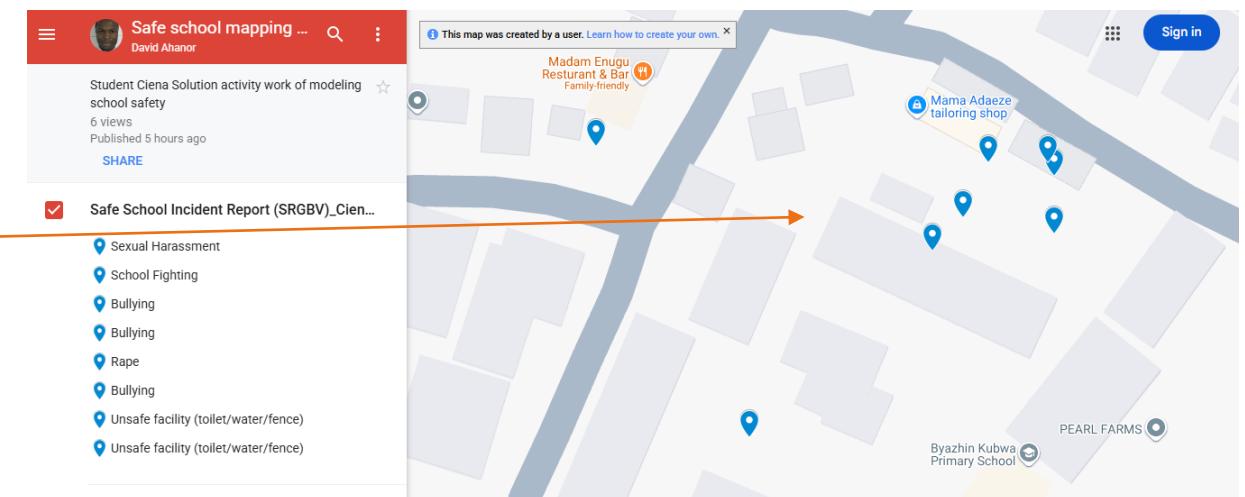 Safe school mapping ...
David Ahanor
Student Ciena Solution activity work of modeling
school safety
6 views
Published 5 hours ago
SHARE
Safe School Incident Report (SRGBV)_Cien...
Sexual Harassment
School Fighting
Bullying
Bullying
Rape
Bullying
Unsafe facility (toilet/water/fence)
Unsafe facility (toilet/water/fence)
This map was created by a user. Learn how to create your own.
Sign in
Madam Enugu
Resturant & Bar
Family-friendly
Mama Adaeze
tailoring shop
PEARL FARMS
Byazhin Kubwa
Primary School